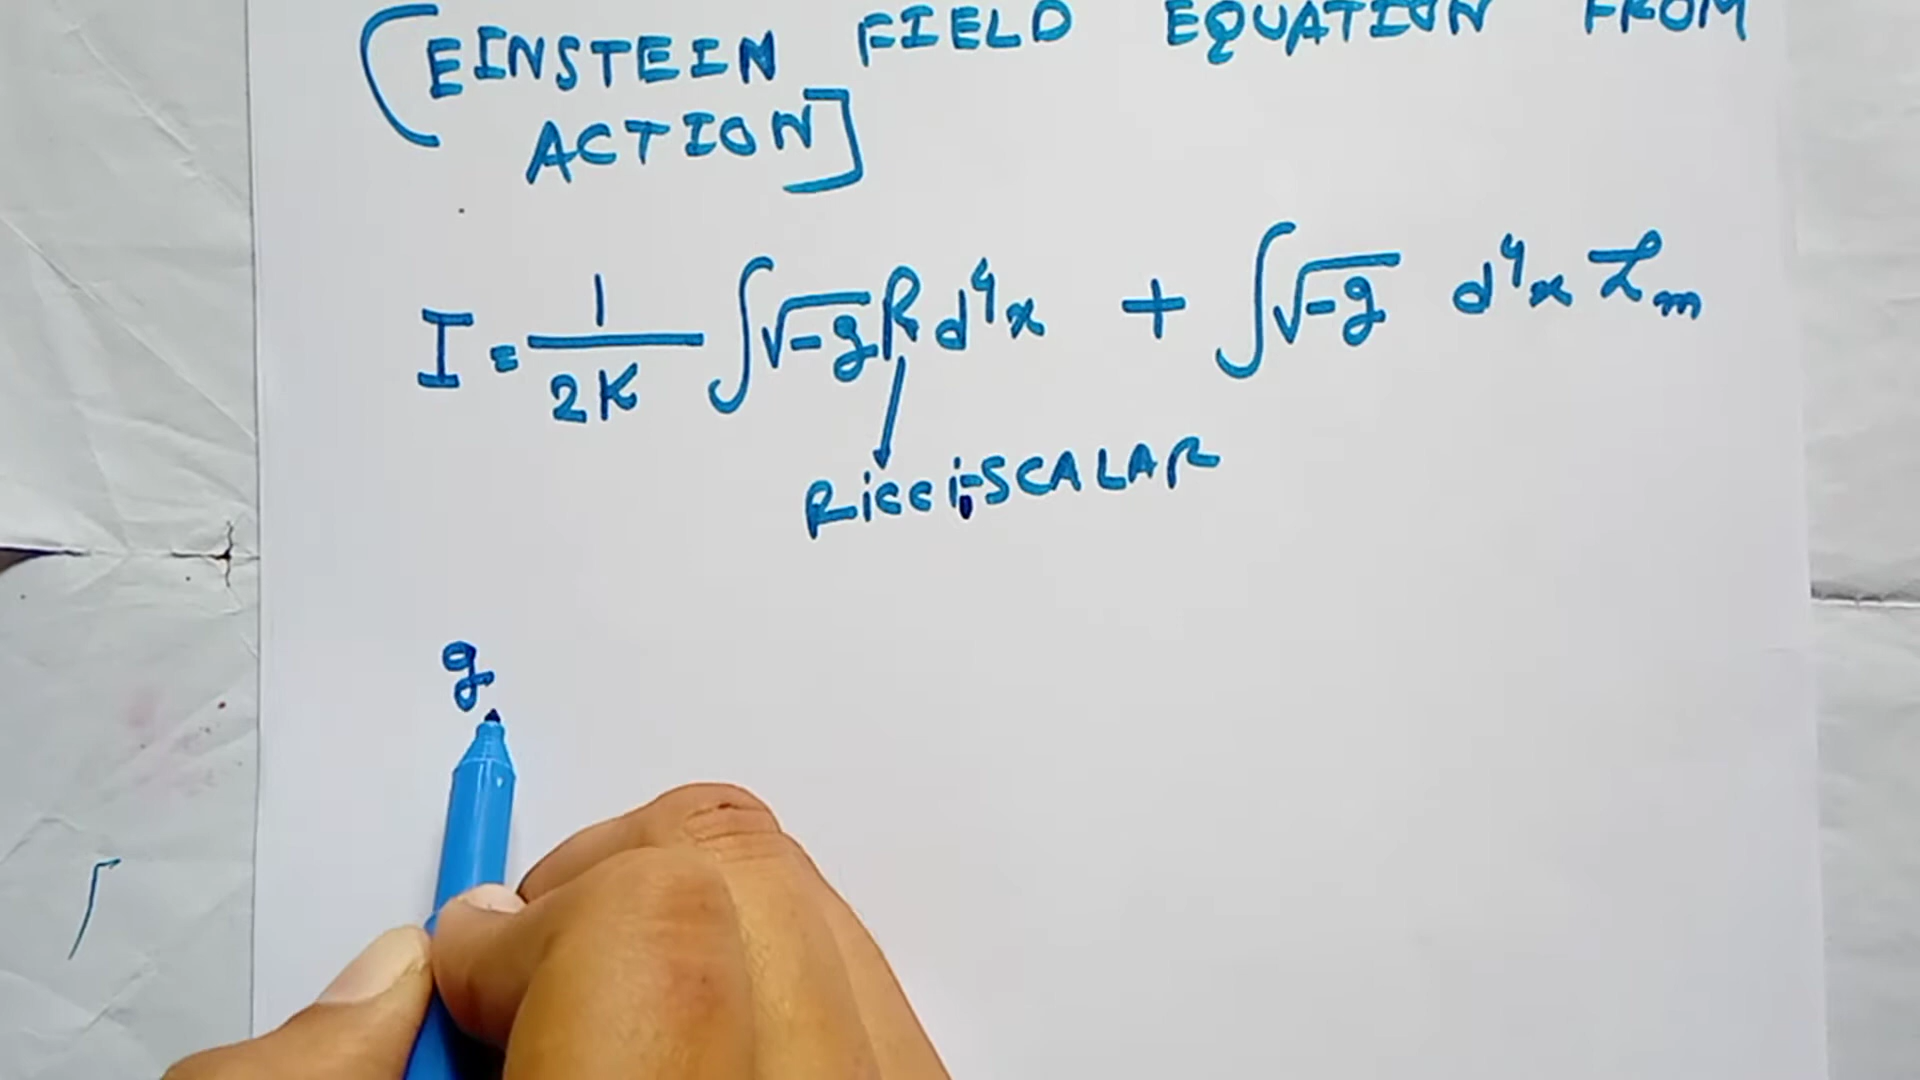 (EINSTEIN FIELD EQUATION FROM
ACTION]
I = 1/2K ∫√-g R d⁴x + ∫√-g d⁴x ℒm
Ricci-SCALAR
g